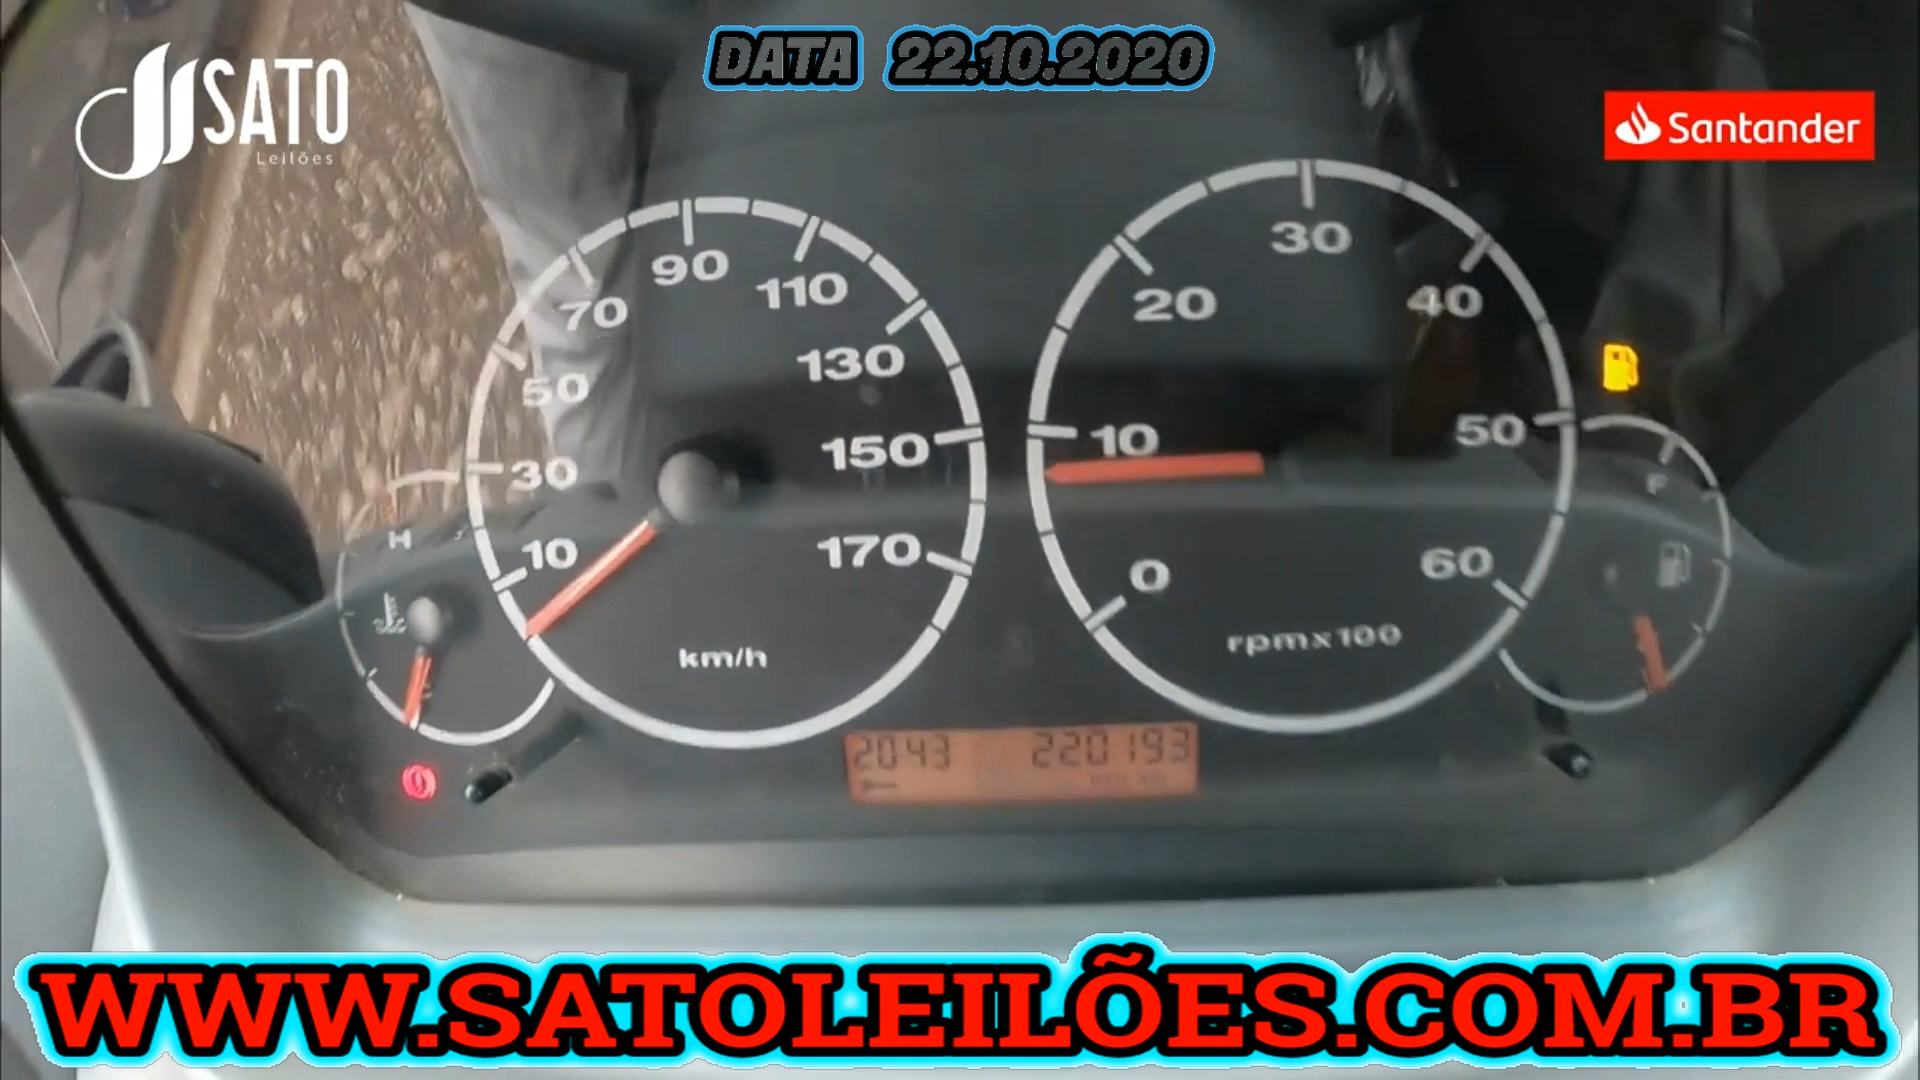 DATA 22.10.2020
SATO
Leilões
Santander
90
110
70
130
50
150
30
10
170
km/h
30
20
40
10
50
0
60
rpmx100
H
F
2043
220193
WWW.SATOLEILÕES.COM.BR